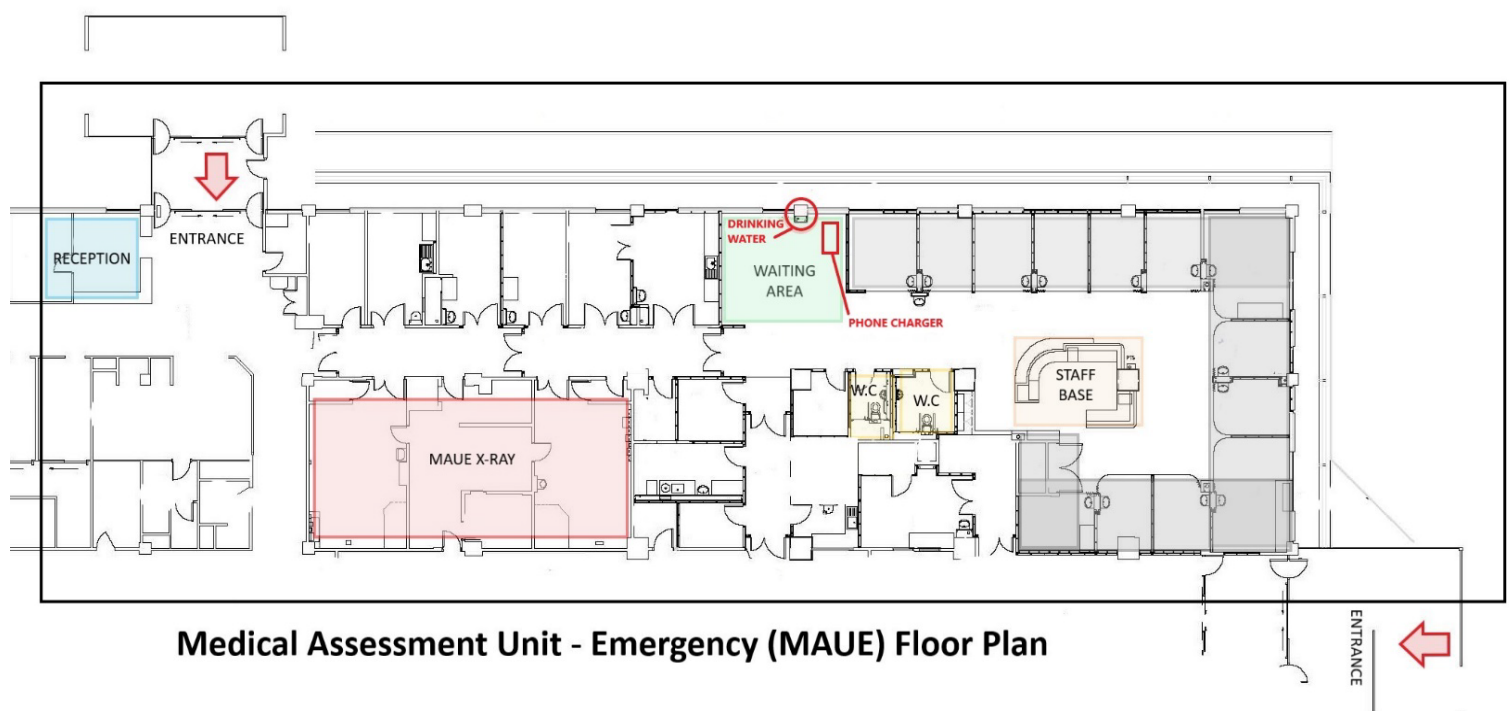 ENTRANCE
RECEPTION
DRINKING
WATER
WAITING
AREA
PHONE CHARGER
STAFF
BASE
PTS
W.C
W.C
MAUE X-RAY
Medical Assessment Unit - Emergency (MAUE) Floor Plan
ENTRANCE